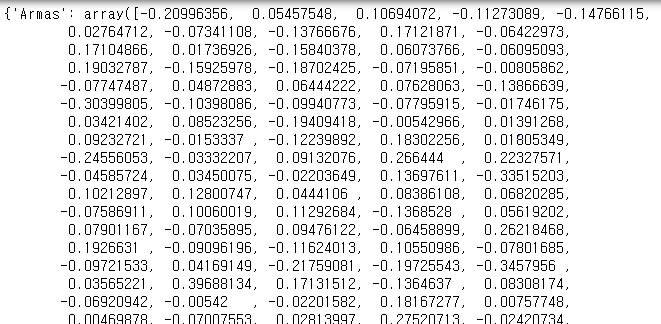 {'Armas': array([-0.20996356,  0.05457548,  0.10694072, -0.11273089, -0.14766115,
        0.02764712, -0.07341108, -0.13766676,  0.17121871, -0.06422973,
        0.17104866,  0.01736926, -0.15840378,  0.06073766, -0.06095093,
        0.19032787, -0.15925978, -0.18702425, -0.07195851, -0.00805862,
       -0.07747487,  0.04872883,  0.06444222,  0.07628063, -0.13866639,
       -0.30399805, -0.10398086, -0.09940773, -0.07795915, -0.01746175,
        0.03421402,  0.08523256, -0.19409418, -0.00542966,  0.01391268,
        0.09232721, -0.0153337 , -0.12239892,  0.18302256,  0.01805349,
       -0.24556053, -0.03332207,  0.09132076,  0.266444  ,  0.22327571,
       -0.04585724,  0.03450075, -0.02203649,  0.13697611, -0.33515203,
        0.10212897,  0.12800747,  0.0444106 ,  0.08386108,  0.06820285,
       -0.07586911,  0.10060019,  0.11292684, -0.1368528 ,  0.05619202,
        0.07901167, -0.07035895,  0.09476122, -0.06458899,  0.26218468,
        0.1926631 , -0.09096196, -0.11624013,  0.10550986, -0.07801685,
       -0.09721533,  0.04169149, -0.21759081, -0.19725543, -0.3457956 ,
        0.03565221,  0.39688134,  0.17131512, -0.1364637 ,  0.08308174,
       -0.06920942, -0.00542   , -0.02201582,  0.18167277,  0.00757748,
        0.00469878, -0.07007553,  0.02813997,  0.27520713, -0.02420734,